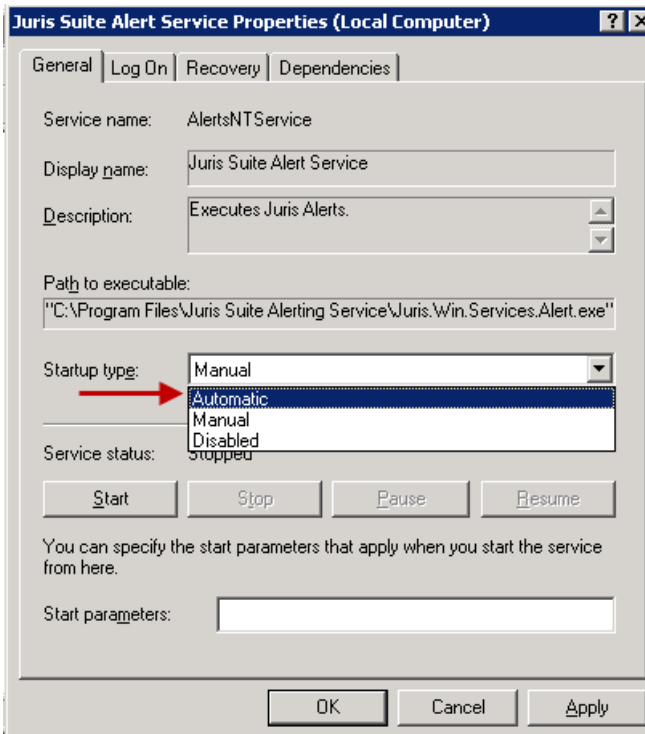 Juris Suite Alert Service Properties (Local Computer)
General Log On Recovery Dependencies
Service name: AlertsNTService
Display name: Juris Suite Alert Service
Description: Executes Juris Alerts.
Path to executable:
"C:\Program Files\Juris Suite Alerting Service\Juris.Win.Services.Alert.exe"
Startup type: Manual
Automatic
Manual
Disabled
Service status: Stopped
Start Stop Pause Resume
You can specify the start parameters that apply when you start the service
from here.
Start parameters:
OK Cancel Apply